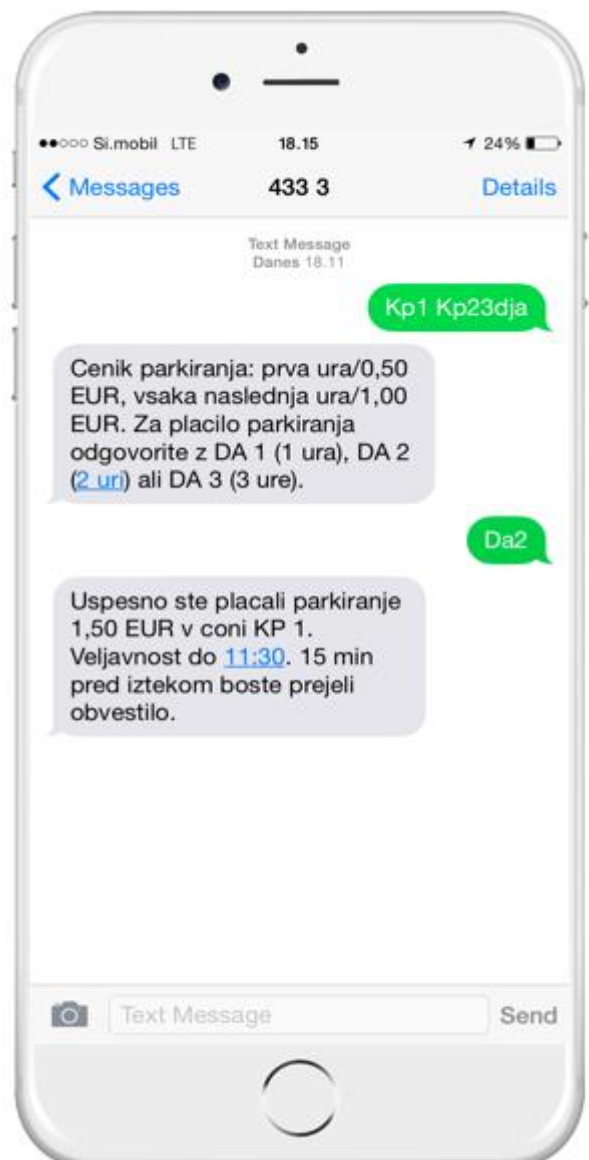 Si.mobil LTE 18.15 24%
Messages 433 3 Details
Text Message
Danes 18.11
Kp1 Kp23dja
Cenik parkiranja: prva ura/0,50
EUR, vsaka naslednja ura/1,00
EUR. Za placilo parkiranja
odgovorite z DA 1 (1 ura), DA 2
(2 uri) ali DA 3 (3 ure).
Da2
Uspesno ste placali parkiranje
1,50 EUR v coni KP 1.
Veljavnost do 11:30. 15 min
pred iztekom boste prejeli
obvestilo.
Text Message Send